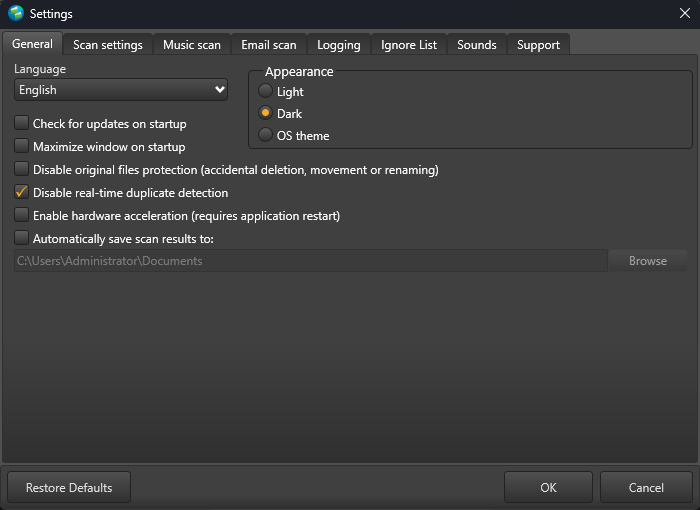 Settings
General Scan settings Music scan Email scan Logging Ignore List Sounds Support
Language
English
Appearance
Light
Dark
OS theme
Check for updates on startup
Maximize window on startup
Disable original files protection (accidental deletion, movement or renaming)
Disable real-time duplicate detection
Enable hardware acceleration (requires application restart)
Automatically save scan results to:
C:\Users\Administrator\Documents Browse
Restore Defaults OK Cancel